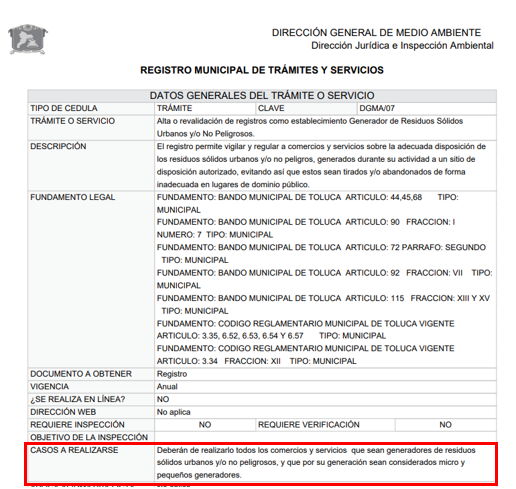 DIRECCIÓN GENERAL DE MEDIO AMBIENTE
Dirección Jurídica e Inspección Ambiental
REGISTRO MUNICIPAL DE TRÁMITES Y SERVICIOS
DATOS GENERALES DEL TRÁMITE O SERVICIO
TIPO DE CEDULA TRÁMITE CLAVE DGMA/07
TRÁMITE O SERVICIO Alta o revalidación de registros como establecimiento Generador de Residuos Sólidos
Urbanos y/o No Peligrosos.
DESCRIPCIÓN El registro permite vigilar y regular a comercios y servicios sobre la adecuada disposición de
los residuos sólidos urbanos y/o no peligros, generados durante su actividad a un sitio de
disposición autorizado, evitando así que estos sean tirados y/o abandonados de forma
inadecuada en lugares de dominio público.
FUNDAMENTO LEGAL FUNDAMENTO: BANDO MUNICIPAL DE TOLUCA ARTICULO: 44,45,68 TIPO:
MUNICIPAL
FUNDAMENTO: BANDO MUNICIPAL DE TOLUCA ARTICULO: 90 FRACCION: I
NUMERO: 7 TIPO: MUNICIPAL
FUNDAMENTO: BANDO MUNICIPAL DE TOLUCA ARTICULO: 72 PARRAFO: SEGUNDO
TIPO: MUNICIPAL
FUNDAMENTO: BANDO MUNICIPAL DE TOLUCA ARTICULO: 92 FRACCION: VII TIPO:
MUNICIPAL
FUNDAMENTO: BANDO MUNICIPAL DE TOLUCA ARTICULO: 115 FRACCION: XIII Y XV
TIPO: MUNICIPAL
FUNDAMENTO: CODIGO REGLAMENTARIO MUNICIPAL DE TOLUCA VIGENTE
ARTICULO: 3.35, 6.52, 6.53, 6.54 Y 6.57 TIPO: MUNICIPAL
FUNDAMENTO: CODIGO REGLAMENTARIO MUNICIPAL DE TOLUCA VIGENTE
ARTICULO: 3.34 FRACCION: XII TIPO: MUNICIPAL
DOCUMENTO A OBTENER Registro
VIGENCIA Anual
¿SE REALIZA EN LÍNEA? NO
DIRECCIÓN WEB No aplica
REQUIERE INSPECCIÓN NO REQUIERE VERIFICACIÓN NO
OBJETIVO DE LA INSPECCIÓN
CASOS A REALIZARSE Deberán de realizarlo todos los comercios y servicios que sean generadores de residuos
sólidos urbanos y/o no peligrosos, y que por su generación sean considerados micro y
pequeños generadores.